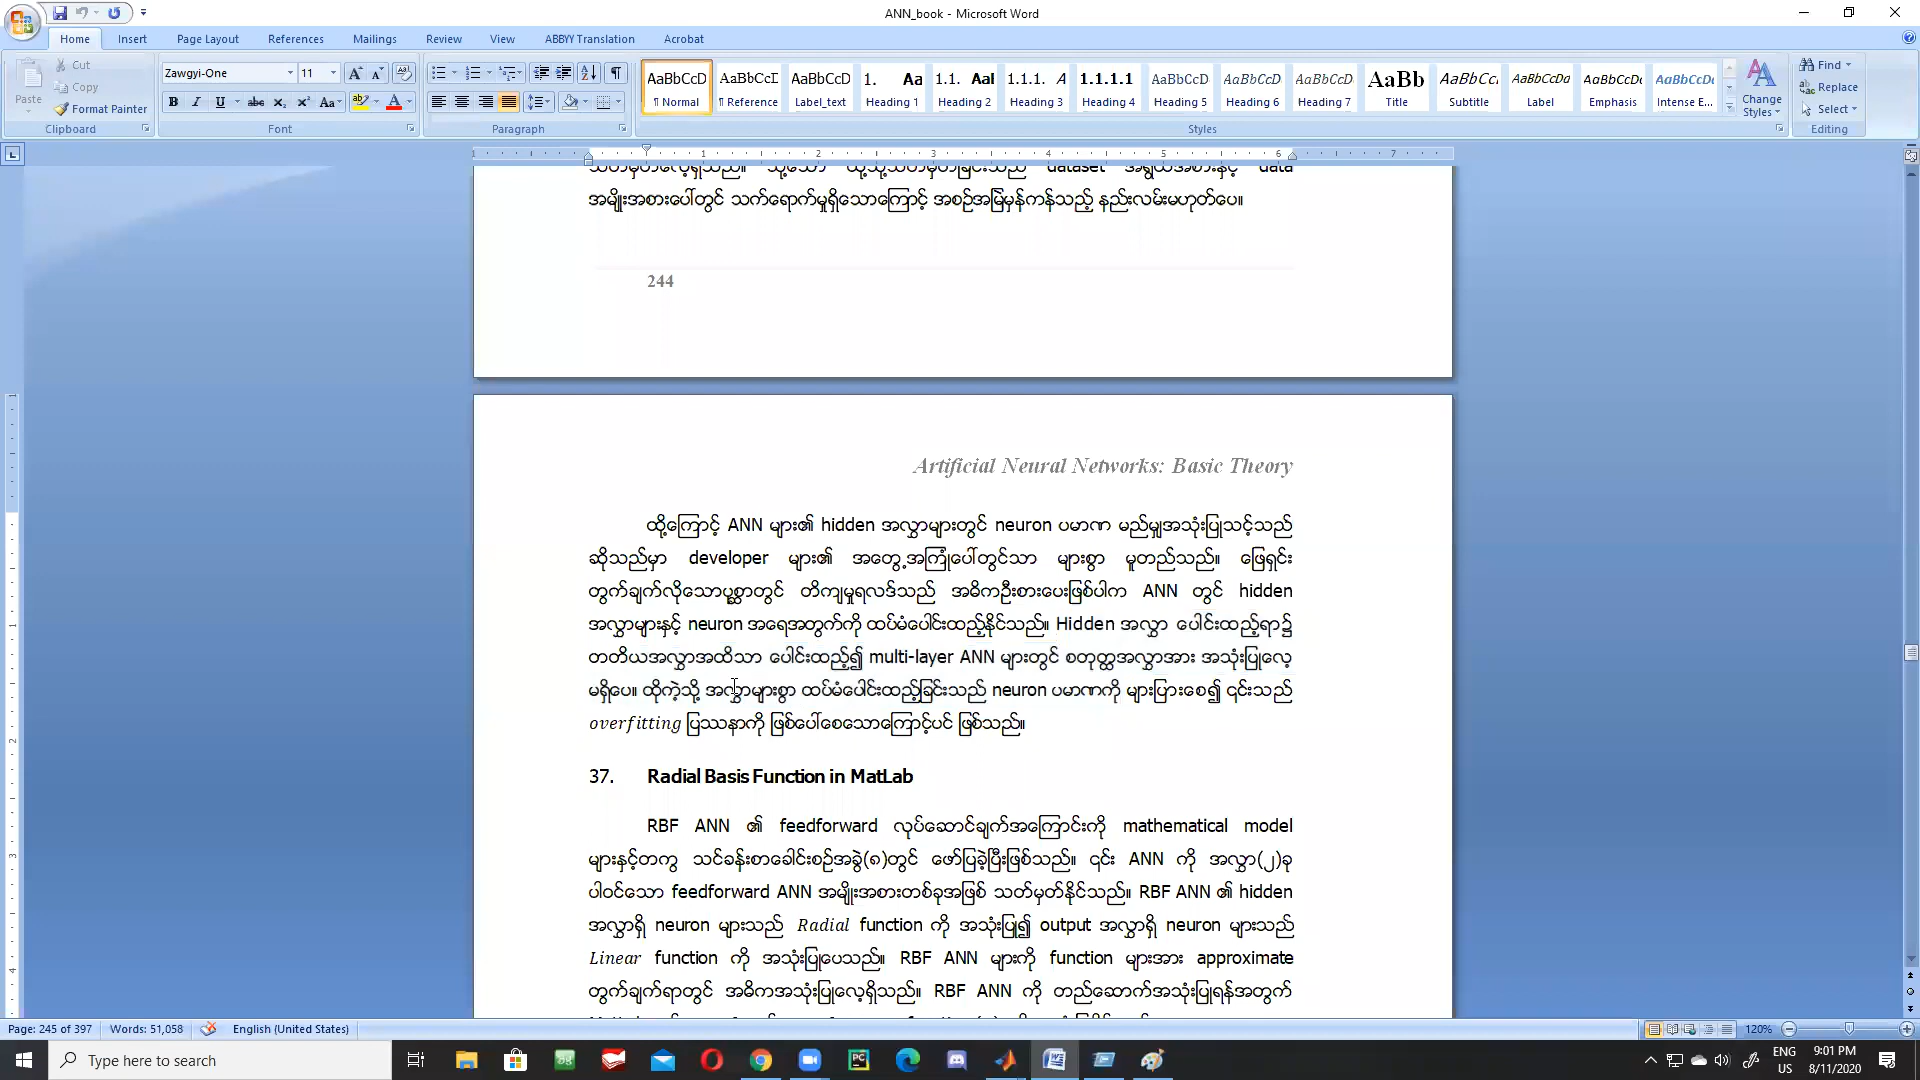 ANN_book - Microsoft Word
Home Insert Page Layout References Mailings Review View ABBYY Translation Acrobat
Paste
Cut
Copy
Format Painter
Clipboard
Zawgyi-One 11
Font
Paragraph
AaBbCcD AaBbCcD AaBbCcD 1. Aa 1.1. AaI 1.1.1. A 1.1.1.1 AaBbCcD AaBbCcD AaBbCcD AaBb AaBbCc AaBbCcDd AaBbCcDc AaBbCcDc
¶ Normal ¶ Reference Label_text Heading 1 Heading 2 Heading 3 Heading 4 Heading 5 Heading 6 Heading 7 Title Subtitle Label Emphasis Intense E...
Change Styles
Styles
Find
Replace
Select
Editing
သတ်မှတ်လေ့ရှိသည်။ သို့သော် ထိုသို့သတ်မှတ်ခြင်းသည် dataset အရွယ်အစားနှင့် data
အမျိုးအစားပေါ်တွင် သက်ရောက်မှုရှိသောကြောင့် အစဉ်အမြဲမှန်ကန်သည့် နည်းလမ်းမဟုတ်ပေ။
244
Artificial Neural Networks: Basic Theory
ထို့ကြောင့် ANN များ၏ hidden အလွှာများတွင် neuron ပမာဏ မည်မျှအသုံးပြုသင့်သည်
ဆိုသည်မှာ developer များ၏ အတွေ့အကြုံပေါ်တွင်သာ များစွာ မူတည်သည်။ ဖြေရှင်း
တွက်ချက်လိုသောပုစ္ဆာတွင် တိကျမှုရလဒ်သည် အဓိကဦးစားပေးဖြစ်ပါက ANN တွင် hidden
အလွှာများနှင့် neuron အရေအတွက်ကို ထပ်မံပေါင်းထည့်နိုင်သည်။ Hidden အလွှာ ပေါင်းထည့်ရာ၌
တတိယအလွှာအထိသာ ပေါင်းထည့်၍ multi-layer ANN များတွင် စတုတ္ထအလွှာအား အသုံးပြုလေ့
မရှိပေ။ ထိုကဲ့သို့ အလွှာများစွာ ထပ်မံပေါင်းထည့်ခြင်းသည် neuron ပမာဏကို များပြားစေ၍ ၎င်းသည်
overfitting ပြဿနာကို ဖြစ်ပေါ်စေသောကြောင့်ပင် ဖြစ်သည်။
37. Radial Basis Function in MatLab
RBF ANN ၏ feedforward လုပ်ဆောင်ချက်အကြောင်းကို mathematical model
များနှင့်တကွ သင်ခန်းစာခေါင်းစဉ်အခွဲ(၈)တွင် ဖော်ပြခဲ့ပြီးဖြစ်သည်။ ၎င်း ANN ကို အလွှာ(၂)ခု
ပါဝင်သော feedforward ANN အမျိုးအစားတစ်ခုအဖြစ် သတ်မှတ်နိုင်သည်။ RBF ANN ၏ hidden
အလွှာရှိ neuron များသည် Radial function ကို အသုံးပြု၍ output အလွှာရှိ neuron များသည်
Linear function ကို အသုံးပြုပေသည်။ RBF ANN များကို function များအား approximate
တွက်ချက်ရာတွင် အဓိကအသုံးပြုလေ့ရှိသည်။ RBF ANN ကို တည်ဆောက်အသုံးပြုရန်အတွက်
Page: 245 of 397 Words: 51,058 English (United States) 120%
Type here to search
ENG
US
9:01 PM
8/11/2020